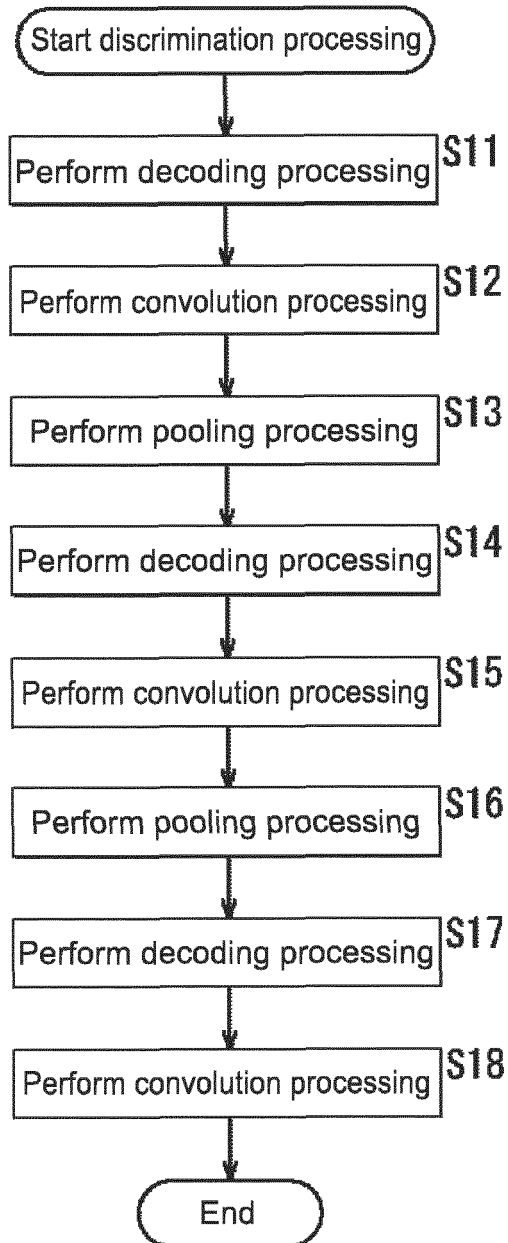 Start discrimination processing
S11
Perform decoding processing
S12
Perform convolution processing
S13
Perform pooling processing
S14
Perform decoding processing
S15
Perform convolution processing
S16
Perform pooling processing
S17
Perform decoding processing
S18
Perform convolution processing
End